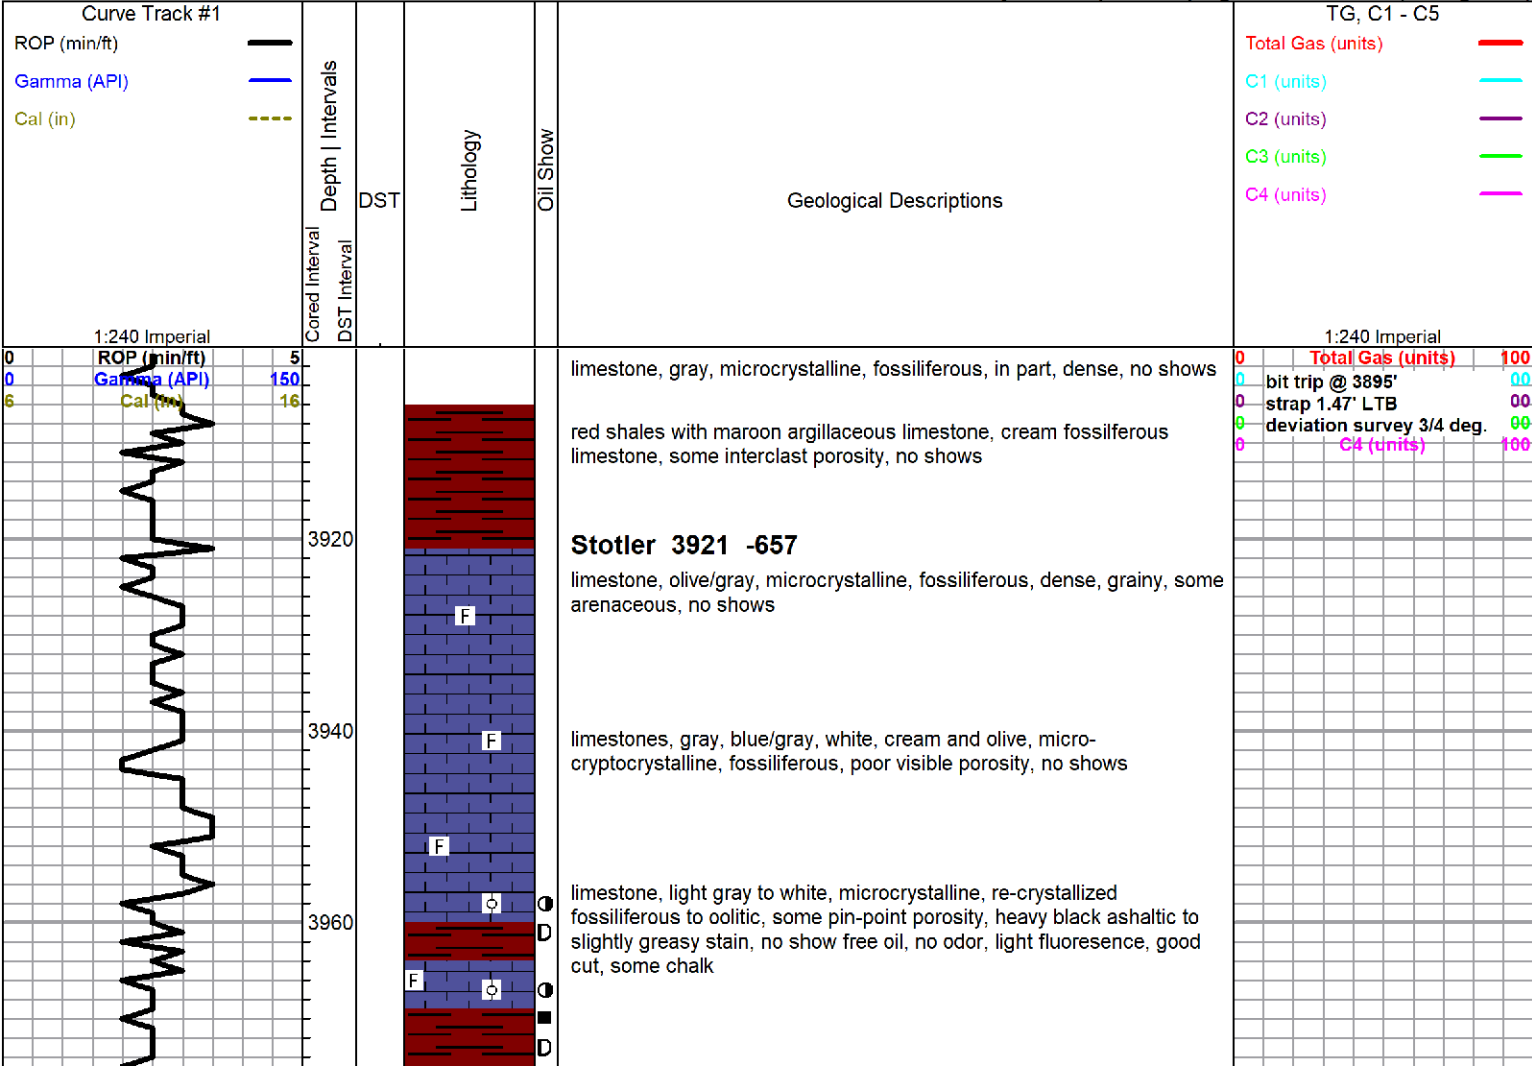 Curve Track #1
ROP (min/ft)
Gamma (API)
Cal (in)
1:240 Imperial
Depth | Intervals
Cored Interval
DST Interval
DST
Lithology
Oil Show
Geological Descriptions
TG, C1 - C5
Total Gas (units)
C1 (units)
C2 (units)
C3 (units)
C4 (units)
1:240 Imperial
0 ROP (min/ft) 5
0 Gamma (API) 150
6 Cal (in) 16
0 Total Gas (units) 100
0 bit trip @ 3895' 00
0 strap 1.47' LTB 00
0 deviation survey 3/4 deg. 00
0 C4 (units) 100
limestone, gray, microcrystalline, fossiliferous, in part, dense, no shows
red shales with maroon argillaceous limestone, cream fossilferous
limestone, some interclast porosity, no shows
3920
Stotler 3921 -657
limestone, olive/gray, microcrystalline, fossiliferous, dense, grainy, some
arenaceous, no shows
F
3940
F
limestones, gray, blue/gray, white, cream and olive, micro-
cryptocrystalline, fossiliferous, poor visible porosity, no shows
F
limestone, light gray to white, microcrystalline, re-crystallized
fossiliferous to oolitic, some pin-point porosity, heavy black ashaltic to
slightly greasy stain, no show free oil, no odor, light fluoresence, good
cut, some chalk
3960
D
F
D